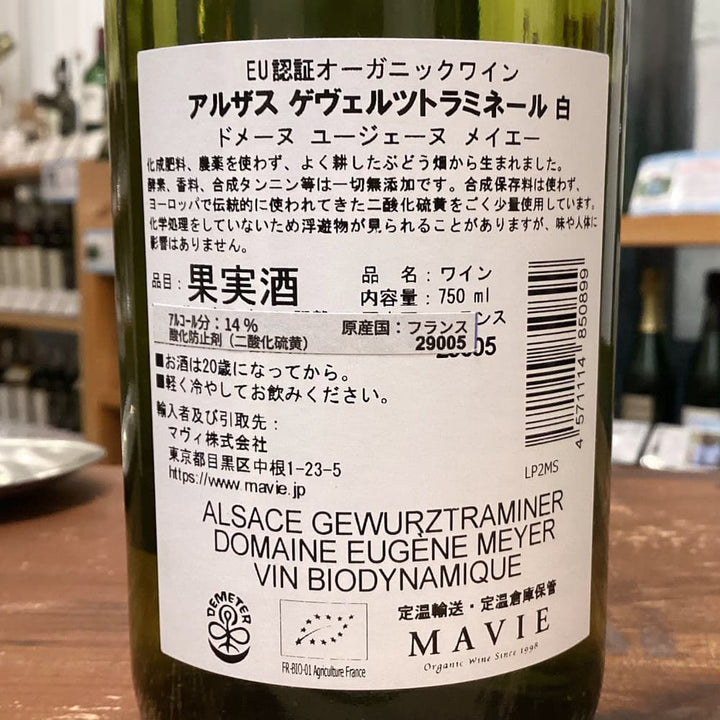 EU認証オーガニックワイン
アルザス ゲヴェルツトラミネール 白
ドメーヌ ユージェーヌ メイエー
化成肥料、農薬を使わず、よく耕したぶどう畑から生まれました。
酵素、香料、合成タンニン等は一切無添加です。合成保存料は使わず、
ヨーロッパで伝統的に使われてきた二酸化硫黄をごく少量使用しています。
化学処理をしていないため浮遊物が見られることがありますが、味や人体に
影響はありません。
品目：果実酒
品 名：ワイン
内容量：750 ml
ランス
アルコール分：14％ 原産国：フランス
酸化防止剤（二酸化硫黄） 29005
29005
■お酒は20歳になってから。
■軽く冷やしてお飲みください。
輸入者及び引取先：
マヴィ株式会社
東京都目黒区中根1-23-5
https://www.mavie.jp
4 571114 850899
LP2MS
ALSACE GEWURZTRAMINER
DOMAINE EUGÈNE MEYER
VIN BIODYNAMIQUE
DEMETER
FR-BIO-01 Agriculture France
定温輸送・定温倉庫保管
MAVIE
Organic Wine Since 1998